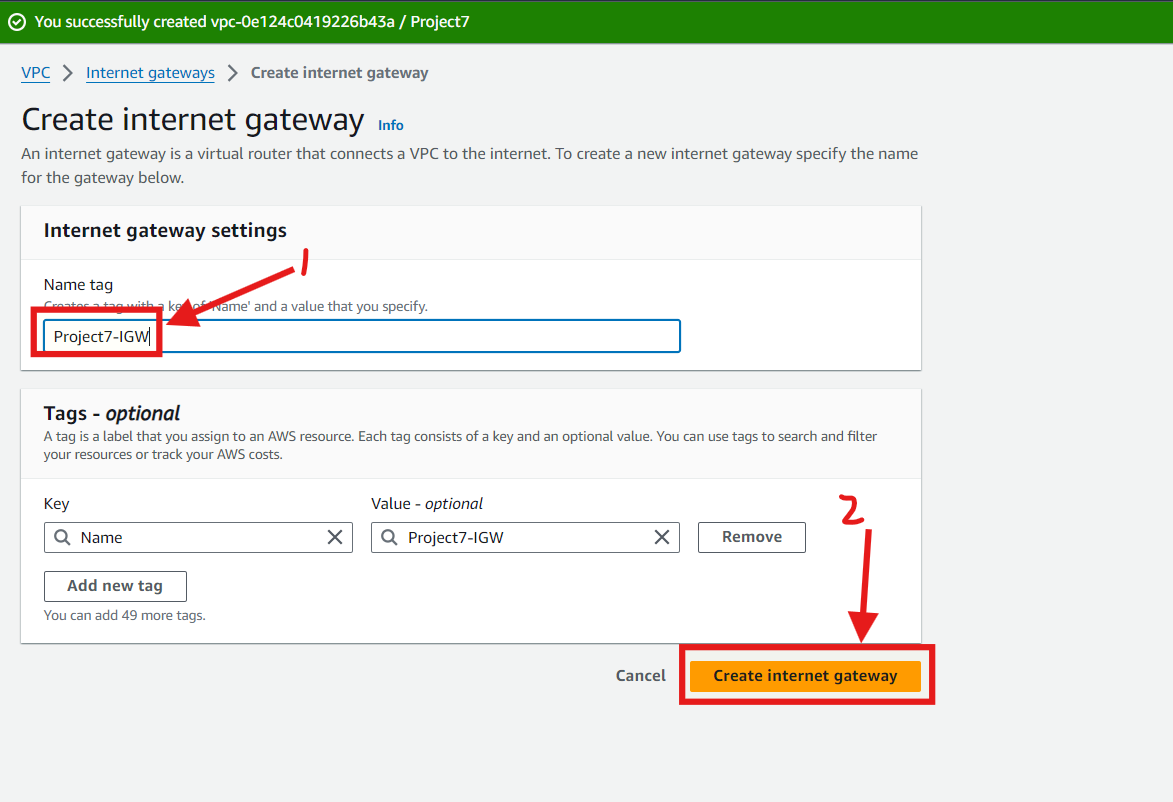 You successfully created vpc-0e124c0419226b43a / Project7
VPC > Internet gateways > Create internet gateway
Create internet gateway Info
An internet gateway is a virtual router that connects a VPC to the internet. To create a new internet gateway specify the name
for the gateway below.
Internet gateway settings
1
Name tag
Creates a tag with a key of 'Name' and a value that you specify.
Project7-IGW
Tags - optional
A tag is a label that you assign to an AWS resource. Each tag consists of a key and an optional value. You can use tags to search and filter
your resources or track your AWS costs.
Key Value - optional
2
Name Project7-IGW Remove
Add new tag
You can add 49 more tags.
Cancel Create internet gateway